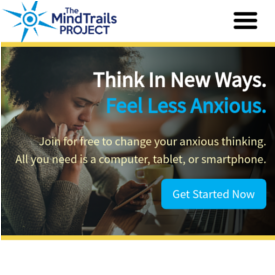 The
MindTrails
PROJECT
Think In New Ways.
Feel Less Anxious.
Join for free to change your anxious thinking.
All you need is a computer, tablet, or smartphone.
Get Started Now